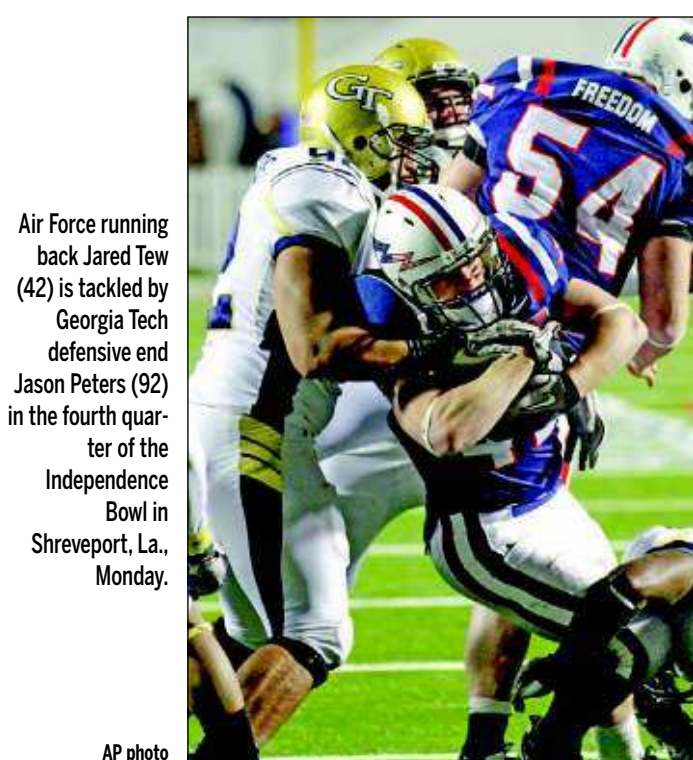 Air Force running
back Jared Tew
(42) is tackled by
Georgia Tech
defensive end
Jason Peters (92)
in the fourth quar-
ter of the
Independence
Bowl in
Shreveport, La.,
Monday.
AP photo
GT
FREEDOM
54